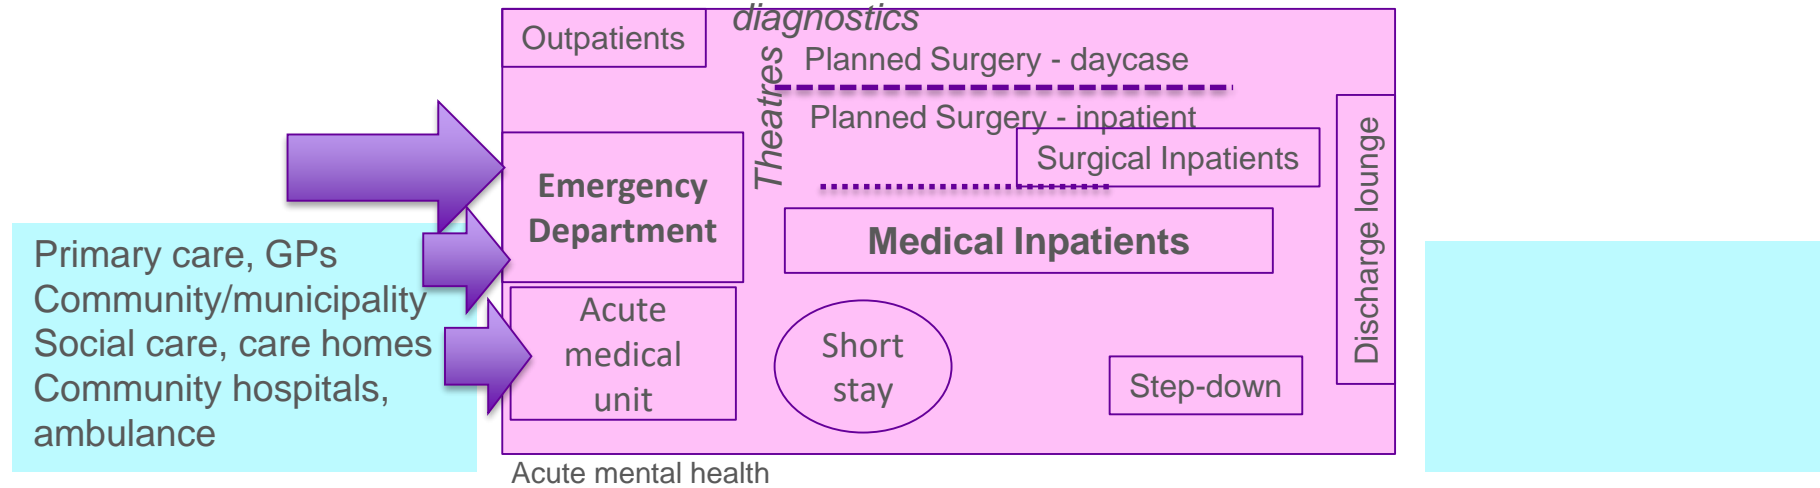 diagnostics
Outpatients
Theatres
Planned Surgery - daycase
Planned Surgery - inpatient
Surgical Inpatients
Discharge lounge
Emergency
Department
Medical Inpatients
Primary care, GPs
Community/municipality
Social care, care homes
Community hospitals,
ambulance
Acute
medical
unit
Short
stay
Step-down
Acute mental health